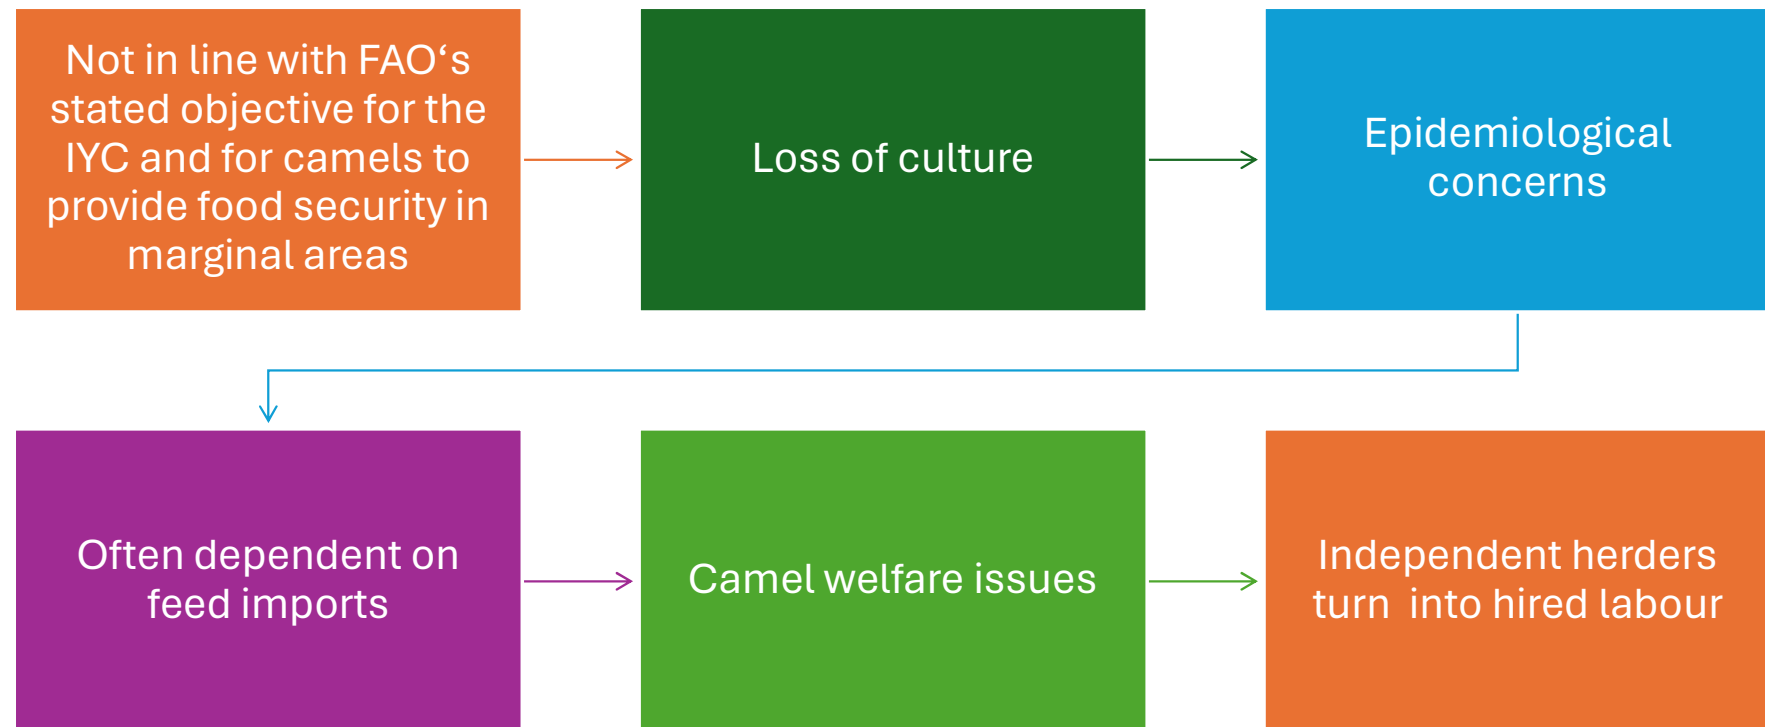 Not in line with FAO‘s
stated objective for the
IYC and for camels to
provide food security in
marginal areas
Loss of culture
Epidemiological
concerns
Often dependent on
feed imports
Camel welfare issues
Independent herders
turn  into hired labour